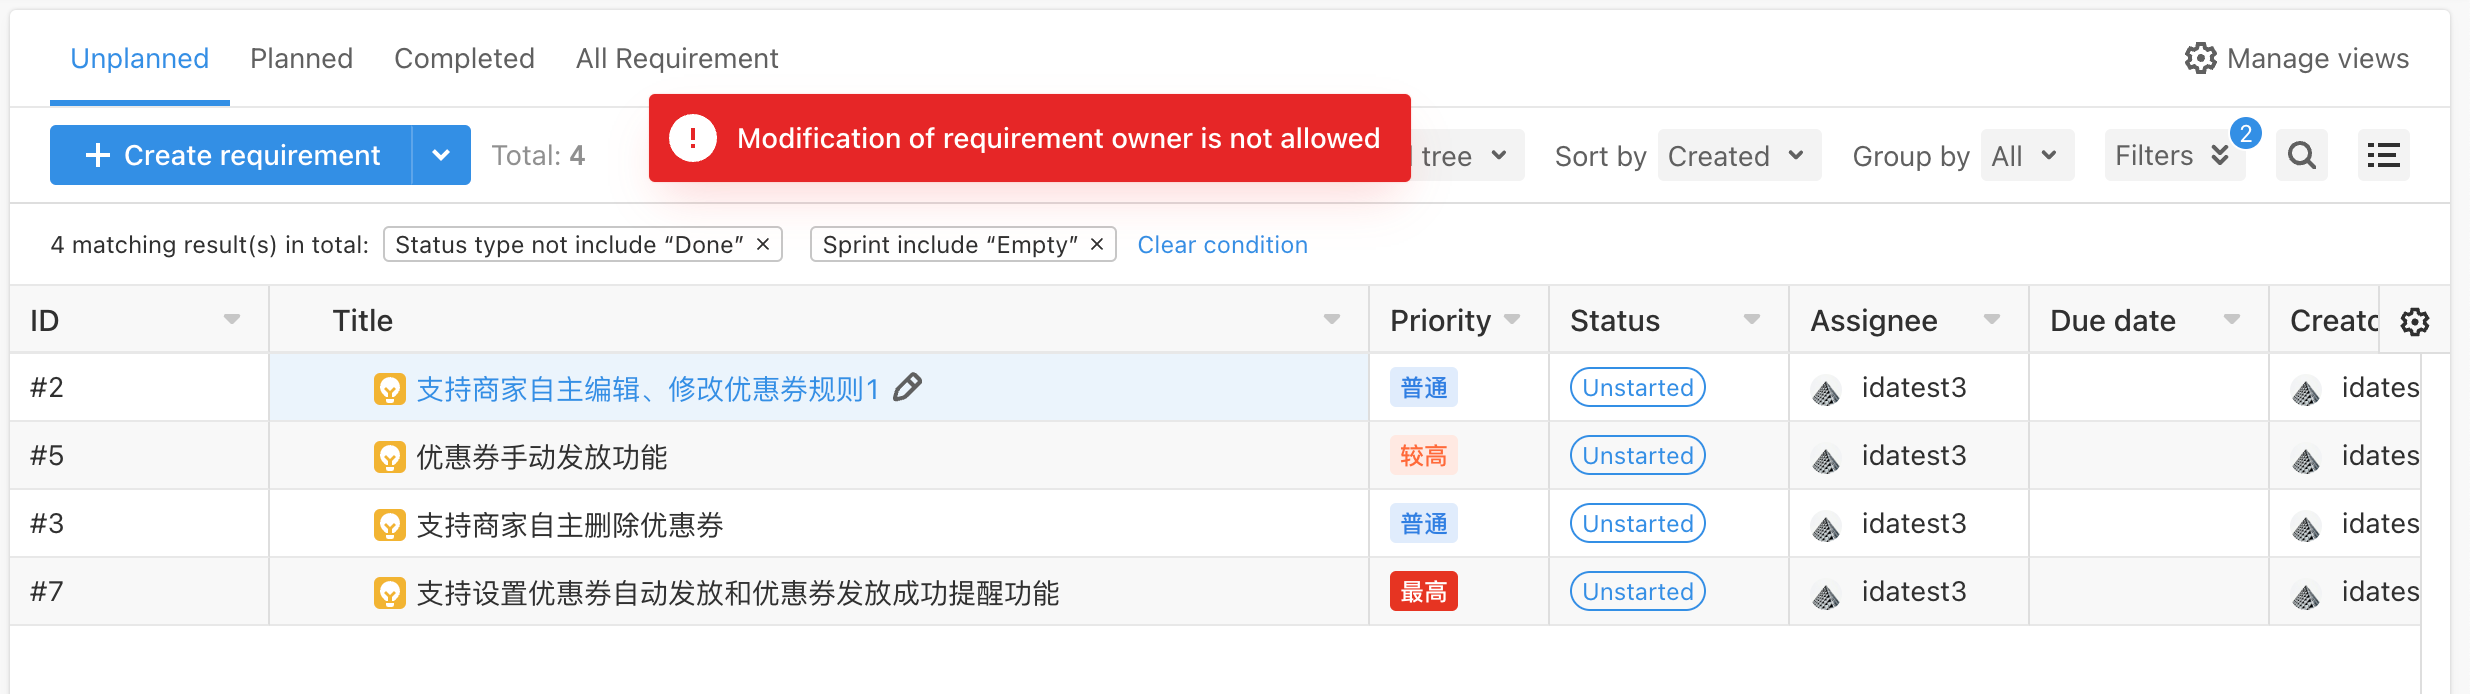 Unplanned Planned Completed All Requirement Manage views
Modification of requirement owner is not allowed
Create requirement Total: 4 tree Sort by Created Group by All Filters 2
4 matching result(s) in total: Status type not include “Done” × Sprint include “Empty” × Clear condition
ID Title Priority Status Assignee Due date Creato
#2 支持商家自主编辑、修改优惠券规则1 普通 Unstarted idatest3 idates
#5 优惠券手动发放功能 较高 Unstarted idatest3 idates
#3 支持商家自主删除优惠券 普通 Unstarted idatest3 idates
#7 支持设置优惠券自动发放和优惠券发放成功提醒功能 最高 Unstarted idatest3 idates